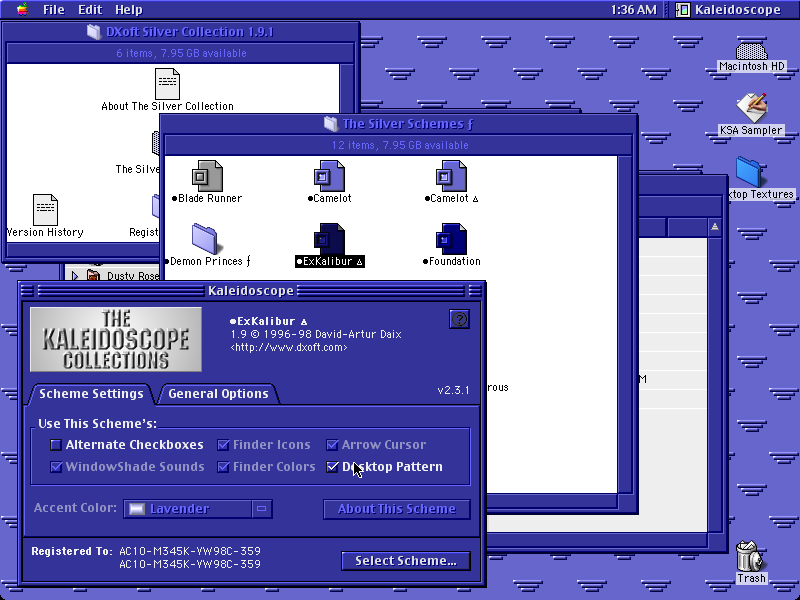 File Edit Help
1:36 AM
Kaleidoscope
DXoft Silver Collection 1.9.1
6 items, 7.95 GB available
About The Silver Collection
The Silve
Version History
Regist
Dusty Rose
The Silver Schemes ƒ
12 items, 7.95 GB available
•Blade Runner
•Camelot
•Camelot ∆
•Demon Princes ƒ
•ExKalibur ∆
•Foundation
rous
M
Macintosh HD
KSA Sampler
ktop Textures
Trash
Kaleidoscope
THE
KALEIDOSCOPE
COLLECTIONS
•ExKalibur ∆
1.9 © 1996-98 David-Artur Daix
<http://www.dxoft.com>
?
v2.3.1
Scheme Settings
General Options
Use This Scheme's:
Alternate Checkboxes
Finder Icons
Arrow Cursor
WindowShade Sounds
Finder Colors
Desktop Pattern
Accent Color:
Lavender
About This Scheme
Registered To: AC10-M345K-YW98C-359
AC10-M345K-YW98C-359
Select Scheme...